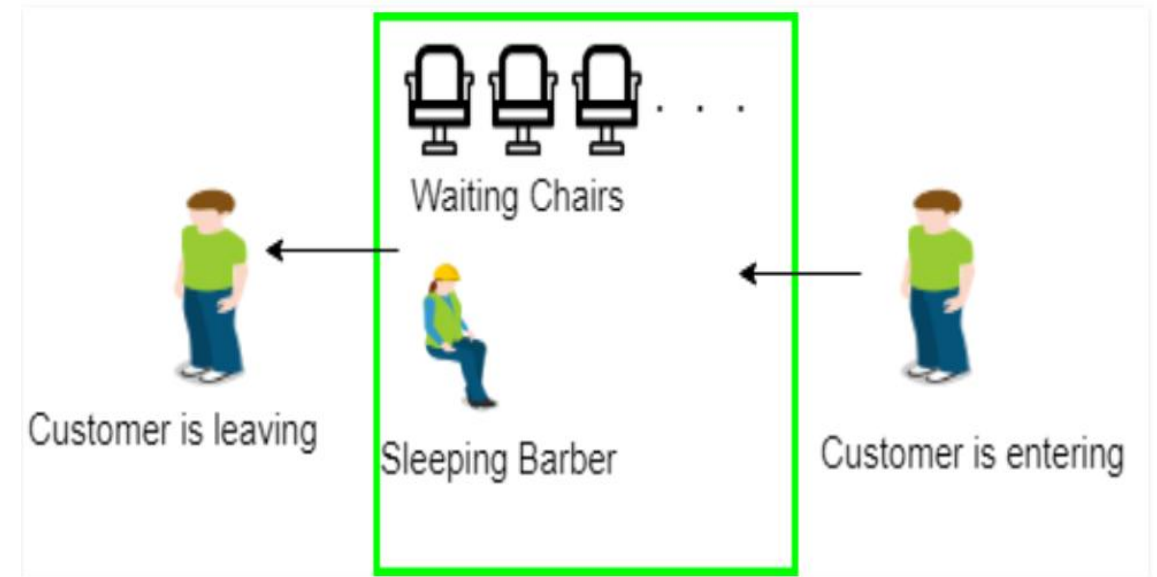 . . .
Waiting Chairs
Customer is leaving
Sleeping Barber
Customer is entering